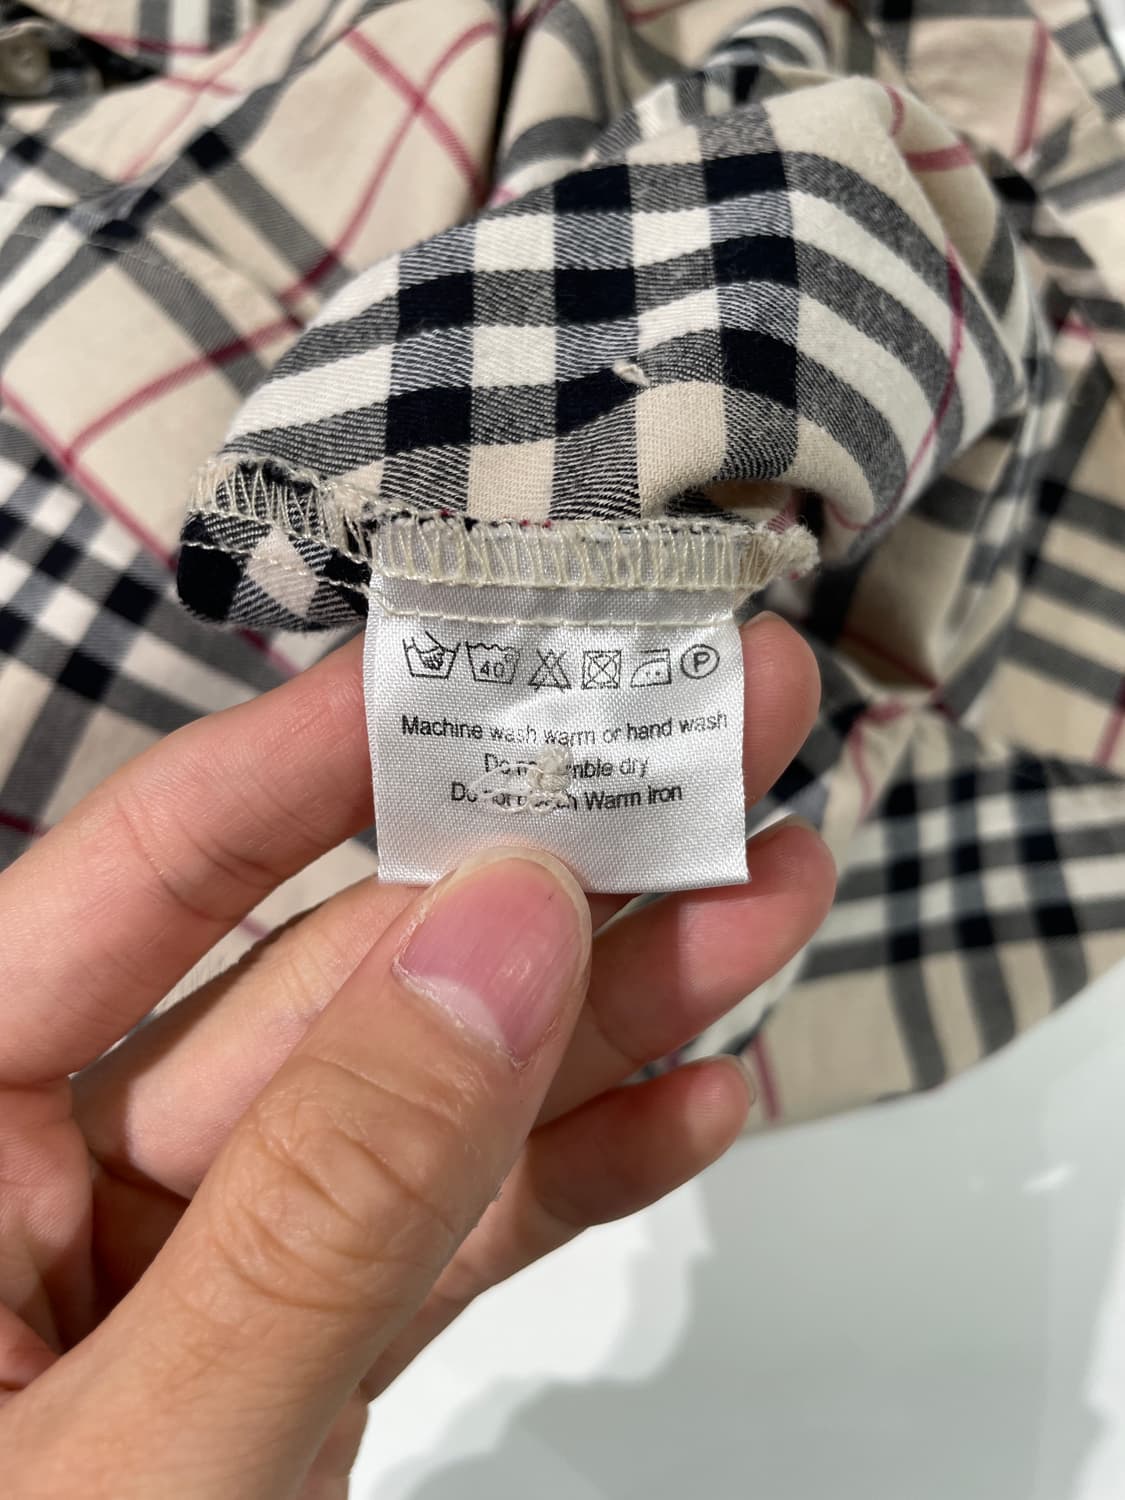 40 P
Machine wash warm or hand wash
Do dry
Do Warm Iron